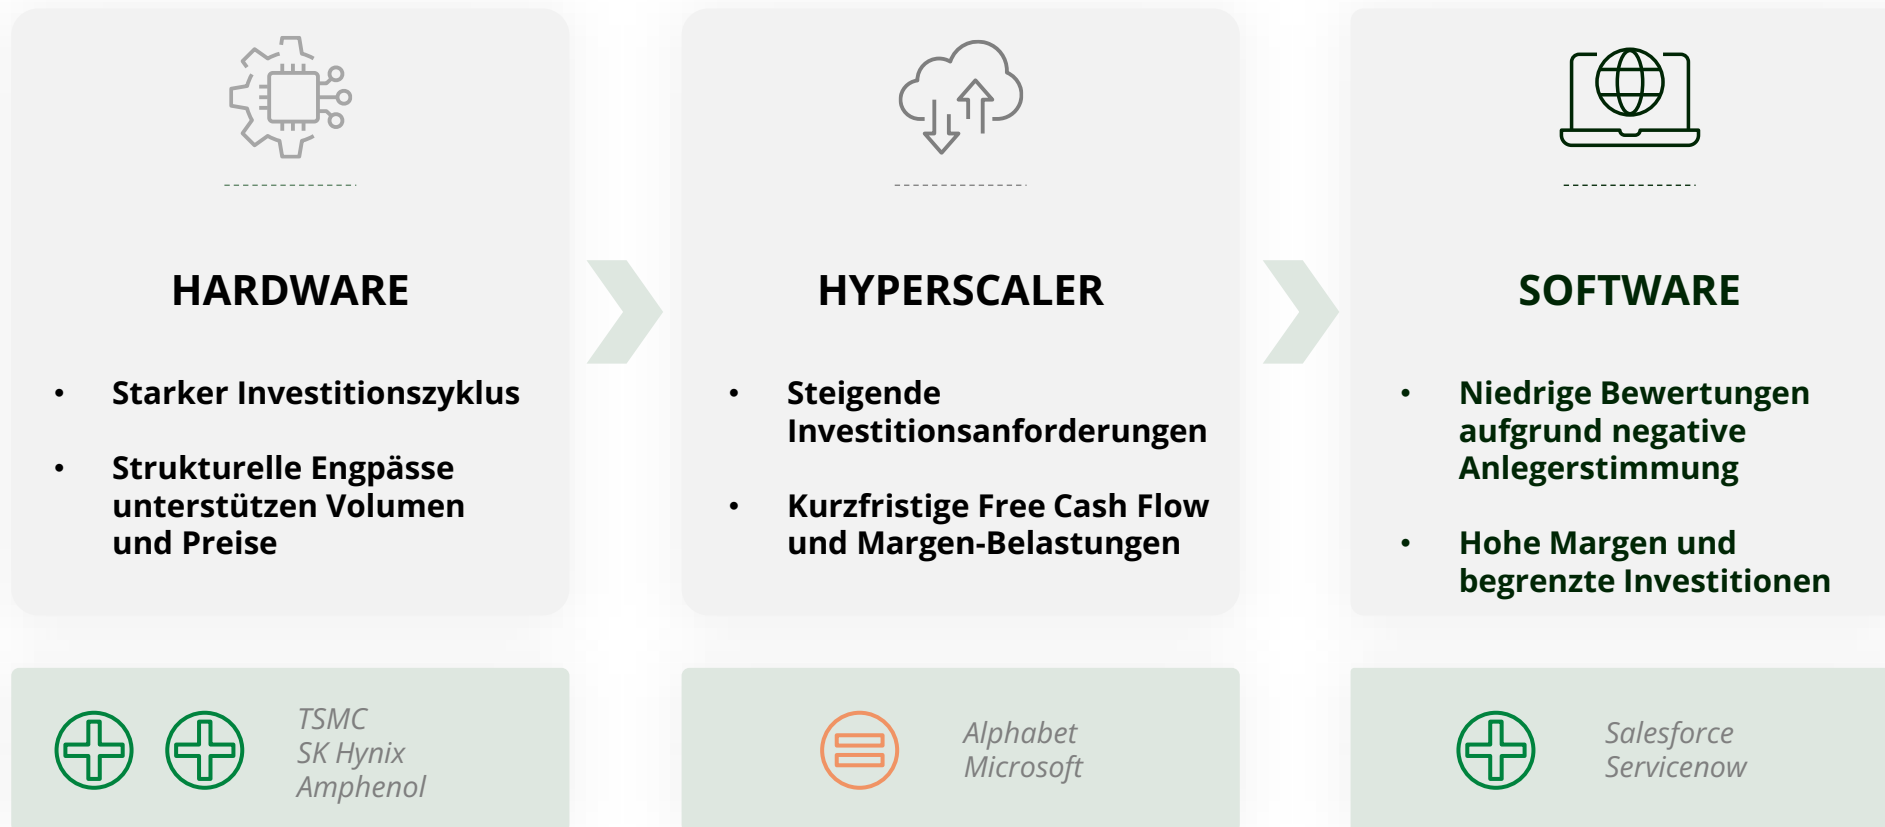 HARDWARE
• Starker Investitionszyklus
• Strukturelle Engpässe
unterstützen Volumen
und Preise
TSMC
SK Hynix
Amphenol
HYPERSCALER
• Steigende
Investitionsanforderungen
• Kurzfristige Free Cash Flow
und Margen-Belastungen
Alphabet
Microsoft
SOFTWARE
• Niedrige Bewertungen
aufgrund negative
Anlegerstimmung
• Hohe Margen und
begrenzte Investitionen
Salesforce
Servicenow